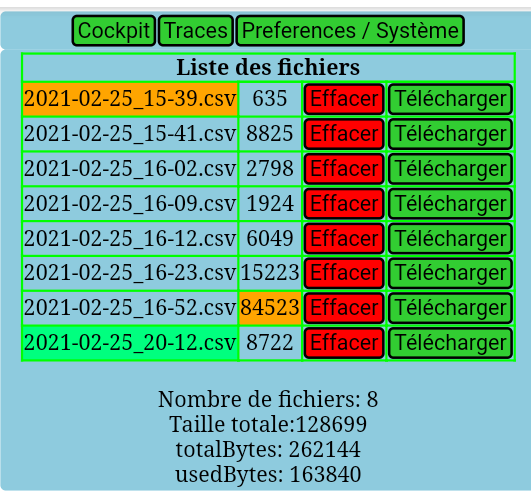 Cockpit Traces Preferences / Système
Liste des fichiers
2021-02-25_15-39.csv 635 Effacer Télécharger
2021-02-25_15-41.csv 8825 Effacer Télécharger
2021-02-25_16-02.csv 2798 Effacer Télécharger
2021-02-25_16-09.csv 1924 Effacer Télécharger
2021-02-25_16-12.csv 6049 Effacer Télécharger
2021-02-25_16-23.csv 15223 Effacer Télécharger
2021-02-25_16-52.csv 84523 Effacer Télécharger
2021-02-25_20-12.csv 8722 Effacer Télécharger
Nombre de fichiers: 8
Taille totale:128699
totalBytes: 262144
usedBytes: 163840